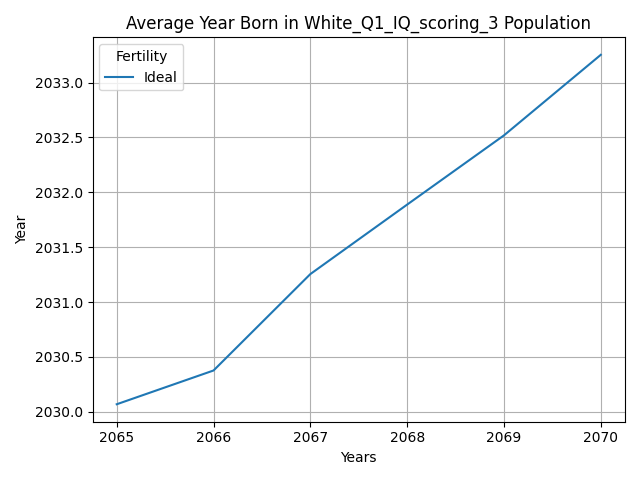 Average Year Born in White_Q1_IQ_scoring_3 Population
Fertility
Ideal
2033.0
2032.5
2032.0
2031.5
2031.0
2030.5
2030.0
Year
2065 2066 2067 2068 2069 2070
Years